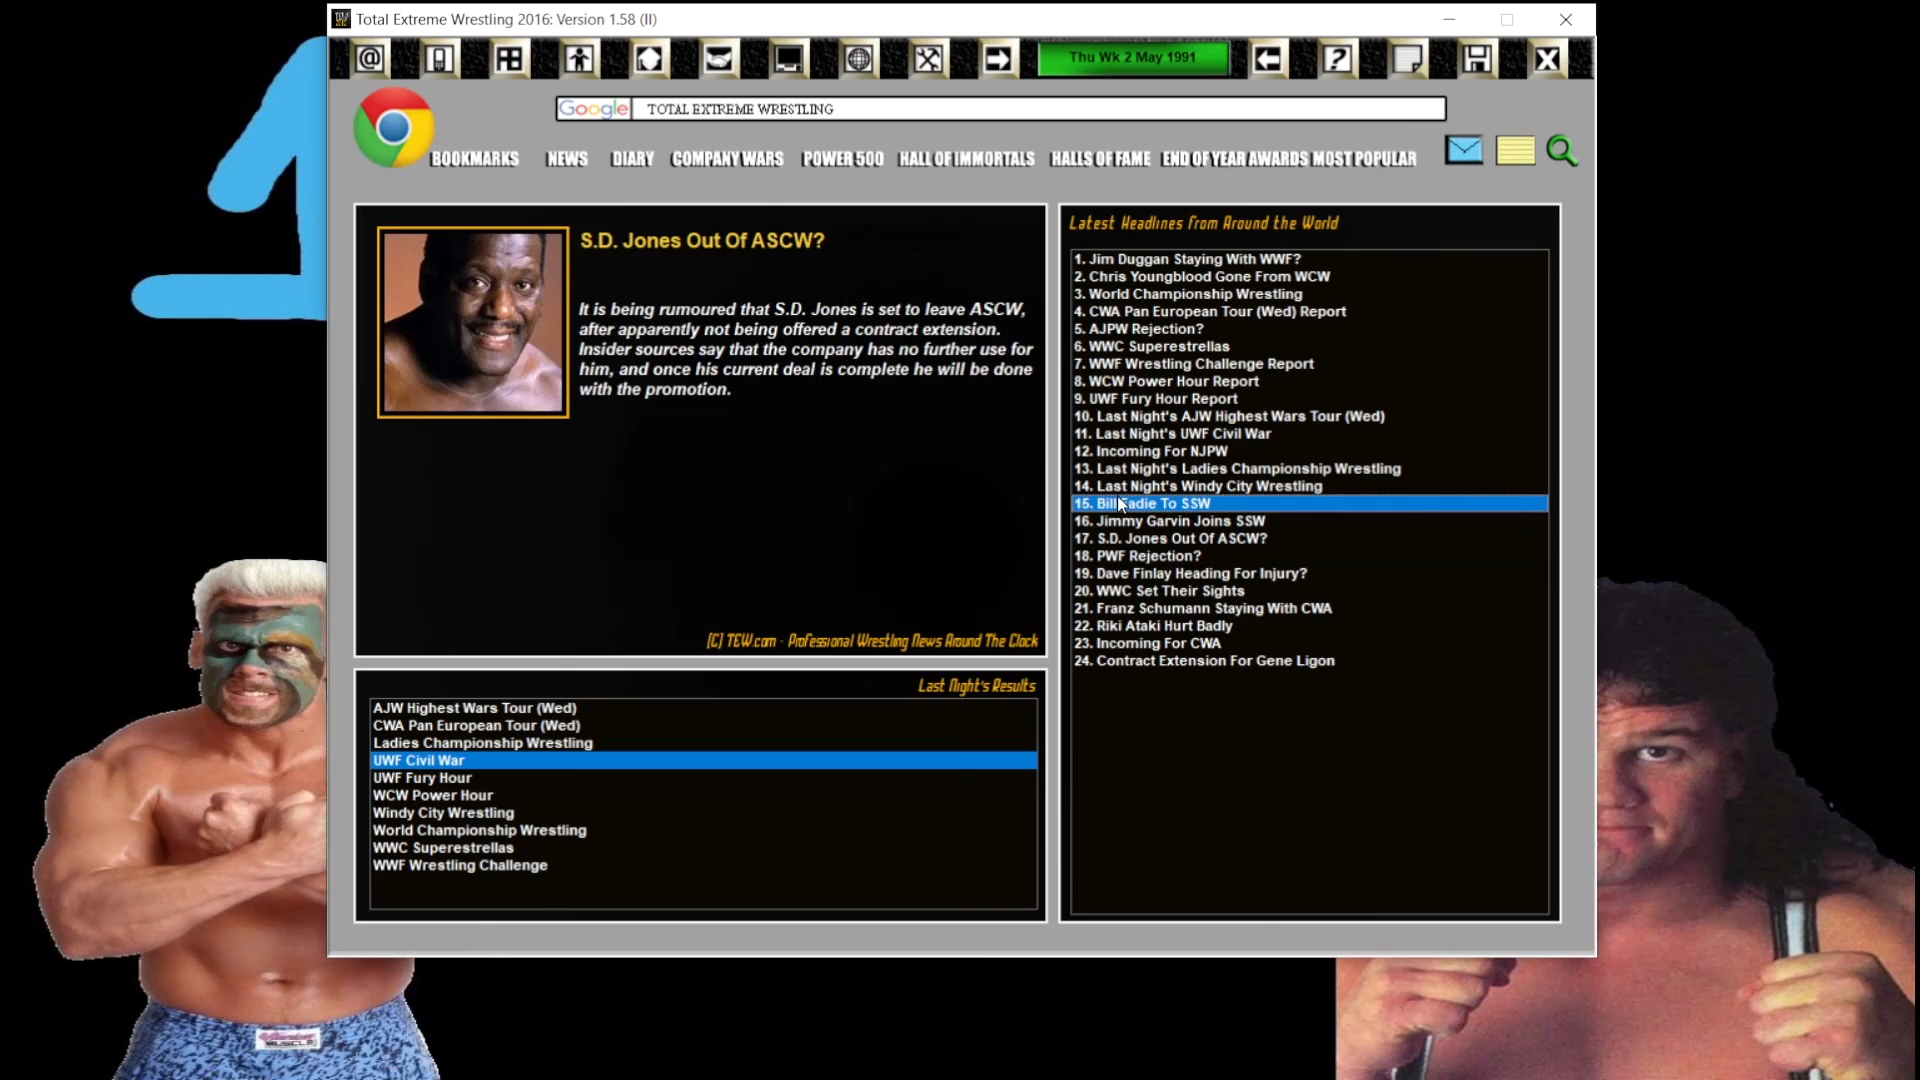 Total Extreme Wrestling 2016: Version 1.58 (II)
Thu Wk 2 May 1991
Google TOTAL EXTREME WRESTLING
BOOKMARKS NEWS DIARY COMPANY WARS POWER 500 HALL OF IMMORTALS HALLS OF FAME END OF YEAR AWARDS MOST POPULAR
S.D. Jones Out Of ASCW?
It is being rumoured that S.D. Jones is set to leave ASCW,
after apparently not being offered a contract extension.
Insider sources say that the company has no further use for
him, and once his current deal is complete he will be done
with the promotion.
(C) TEW.com - Professional Wrestling News Around The Clock
Last Night's Results
AJW Highest Wars Tour (Wed)
CWA Pan European Tour (Wed)
Ladies Championship Wrestling
UWF Civil War
UWF Fury Hour
WCW Power Hour
Windy City Wrestling
World Championship Wrestling
WWC Superestrellas
WWF Wrestling Challenge
Latest Headlines From Around the World
1. Jim Duggan Staying With WWF?
2. Chris Youngblood Gone From WCW
3. World Championship Wrestling
4. CWA Pan European Tour (Wed) Report
5. AJPW Rejection?
6. WWC Superestrellas
7. WWF Wrestling Challenge Report
8. WCW Power Hour Report
9. UWF Fury Hour Report
10. Last Night's AJW Highest Wars Tour (Wed)
11. Last Night's UWF Civil War
12. Incoming For NJPW
13. Last Night's Ladies Championship Wrestling
14. Last Night's Windy City Wrestling
15. Bill Eadie To SSW
16. Jimmy Garvin Joins SSW
17. S.D. Jones Out Of ASCW?
18. PWF Rejection?
19. Dave Finlay Heading For Injury?
20. WWC Set Their Sights
21. Franz Schumann Staying With CWA
22. Riki Ataki Hurt Badly
23. Incoming For CWA
24. Contract Extension For Gene Ligon